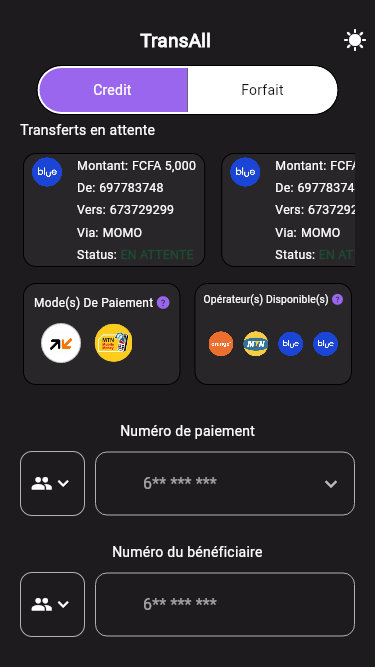 TransAll
Credit
Forfait
Transferts en attente
blue
Montant: FCFA 5,000
De: 697783748
Vers: 673729299
Via: MOMO
Status: EN ATTENTE
blue
Montant: FCFA
De: 69778374
Vers: 6737292
Via: MOMO
Status: EN AT
Mode(s) De Paiement ?
MTN
Mobile
Money
Opérateur(s) Disponible(s) ?
orange
MTN
blue
blue
Numéro de paiement
6** *** ***
Numéro du bénéficiaire
6** *** ***